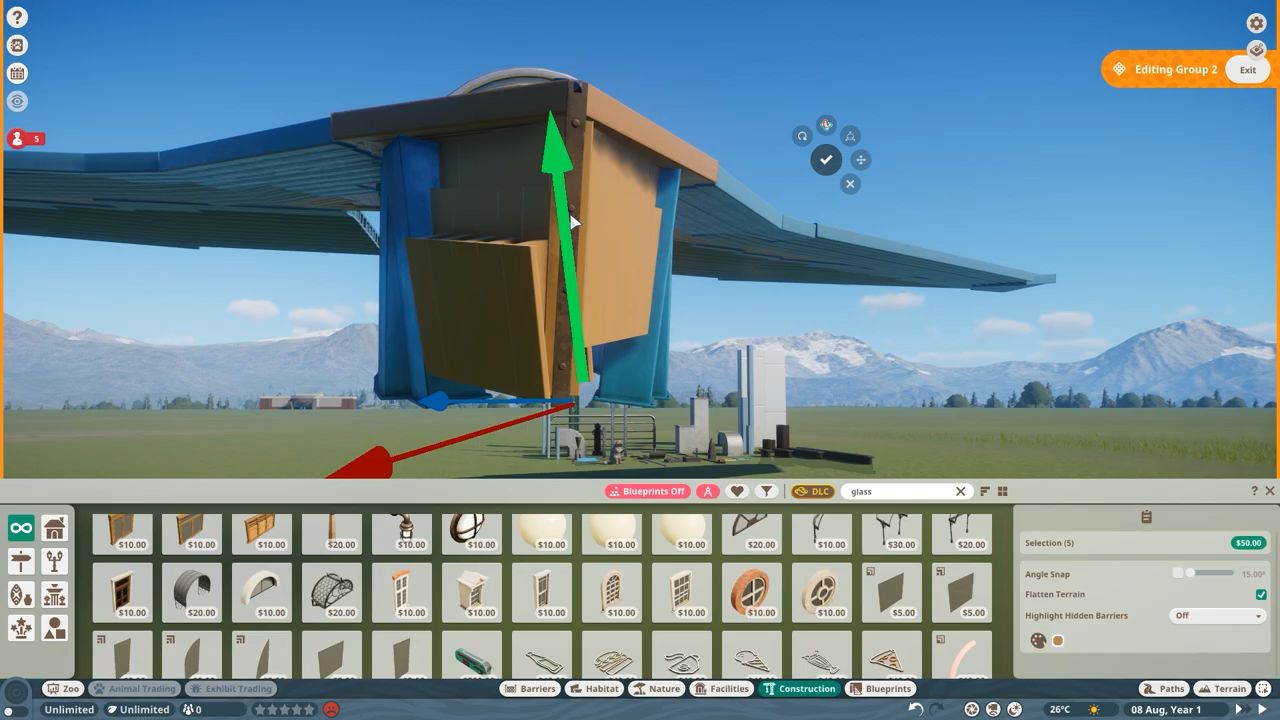 ?
5
Editing Group 2
Exit
Blueprints Off
DLC
glass
?
$10.00 $10.00 $10.00 $20.00 $10.00 $10.00 $10.00 $10.00 $10.00 $20.00 $10.00 $30.00 $20.00
$10.00 $20.00 $10.00 $20.00 $10.00 $10.00 $10.00 $10.00 $10.00 $10.00 $10.00 $5.00 $5.00
Selection (5)
$50.00
Angle Snap
15.00°
Flatten Terrain
Highlight Hidden Barriers
Off
Zoo
Animal Trading
Exhibit Trading
Barriers
Habitat
Nature
Facilities
Construction
Blueprints
Paths
Terrain
Unlimited
Unlimited
0
26°C
08 Aug, Year 1